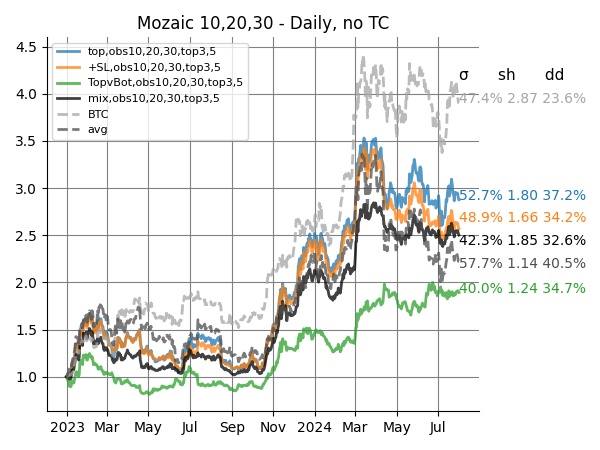 Mozaic 10,20,30 - Daily, no TC
top,obs10,20,30,top3,5
+SL,obs10,20,30,top3,5
TopvBot,obs10,20,30,top3,5
mix,obs10,20,30,top3,5
BTC
avg
σ sh dd
47.4% 2.87 23.6%
52.7% 1.80 37.2%
48.9% 1.66 34.2%
42.3% 1.85 32.6%
57.7% 1.14 40.5%
40.0% 1.24 34.7%
4.5
4.0
3.5
3.0
2.5
2.0
1.5
1.0
2023 Mar May Jul Sep Nov 2024 Mar May Jul